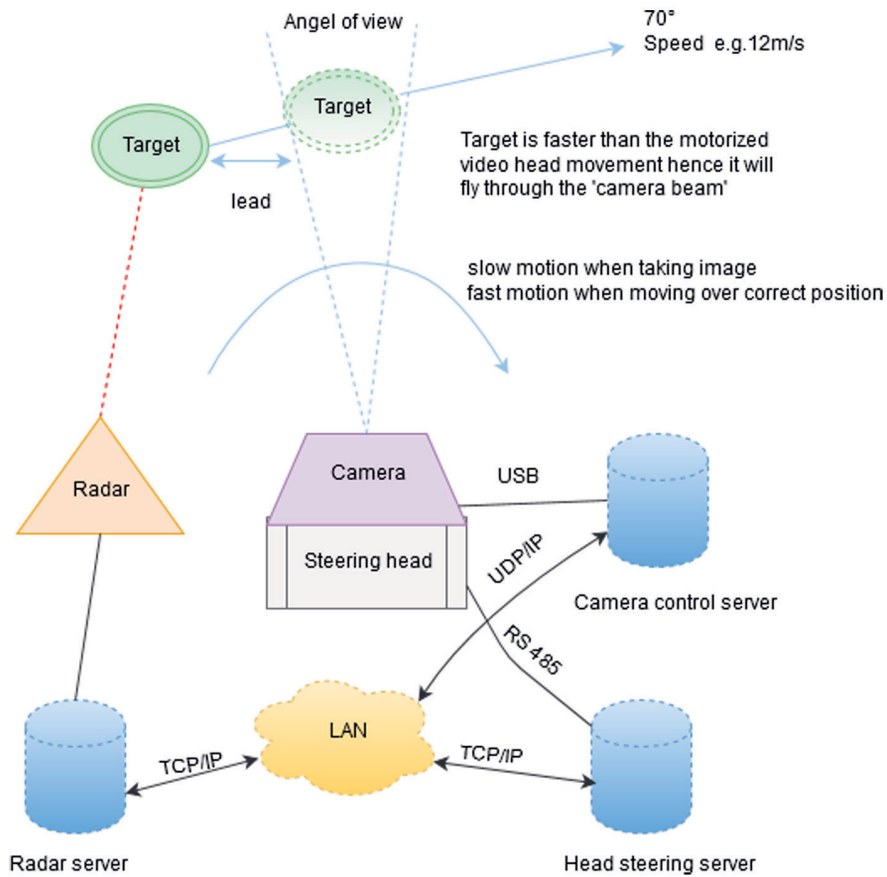 Angel of view
70°
Speed e.g.12m/s
Target
Target
Target is faster than the motorized
video head movement hence it will
fly through the 'camera beam'
lead
slow motion when taking image
fast motion when moving over correct position
Radar
Camera
USB
Steering head
UDP/IP
Camera control server
RS 485
LAN
TCP/IP
TCP/IP
Radar server
Head steering server